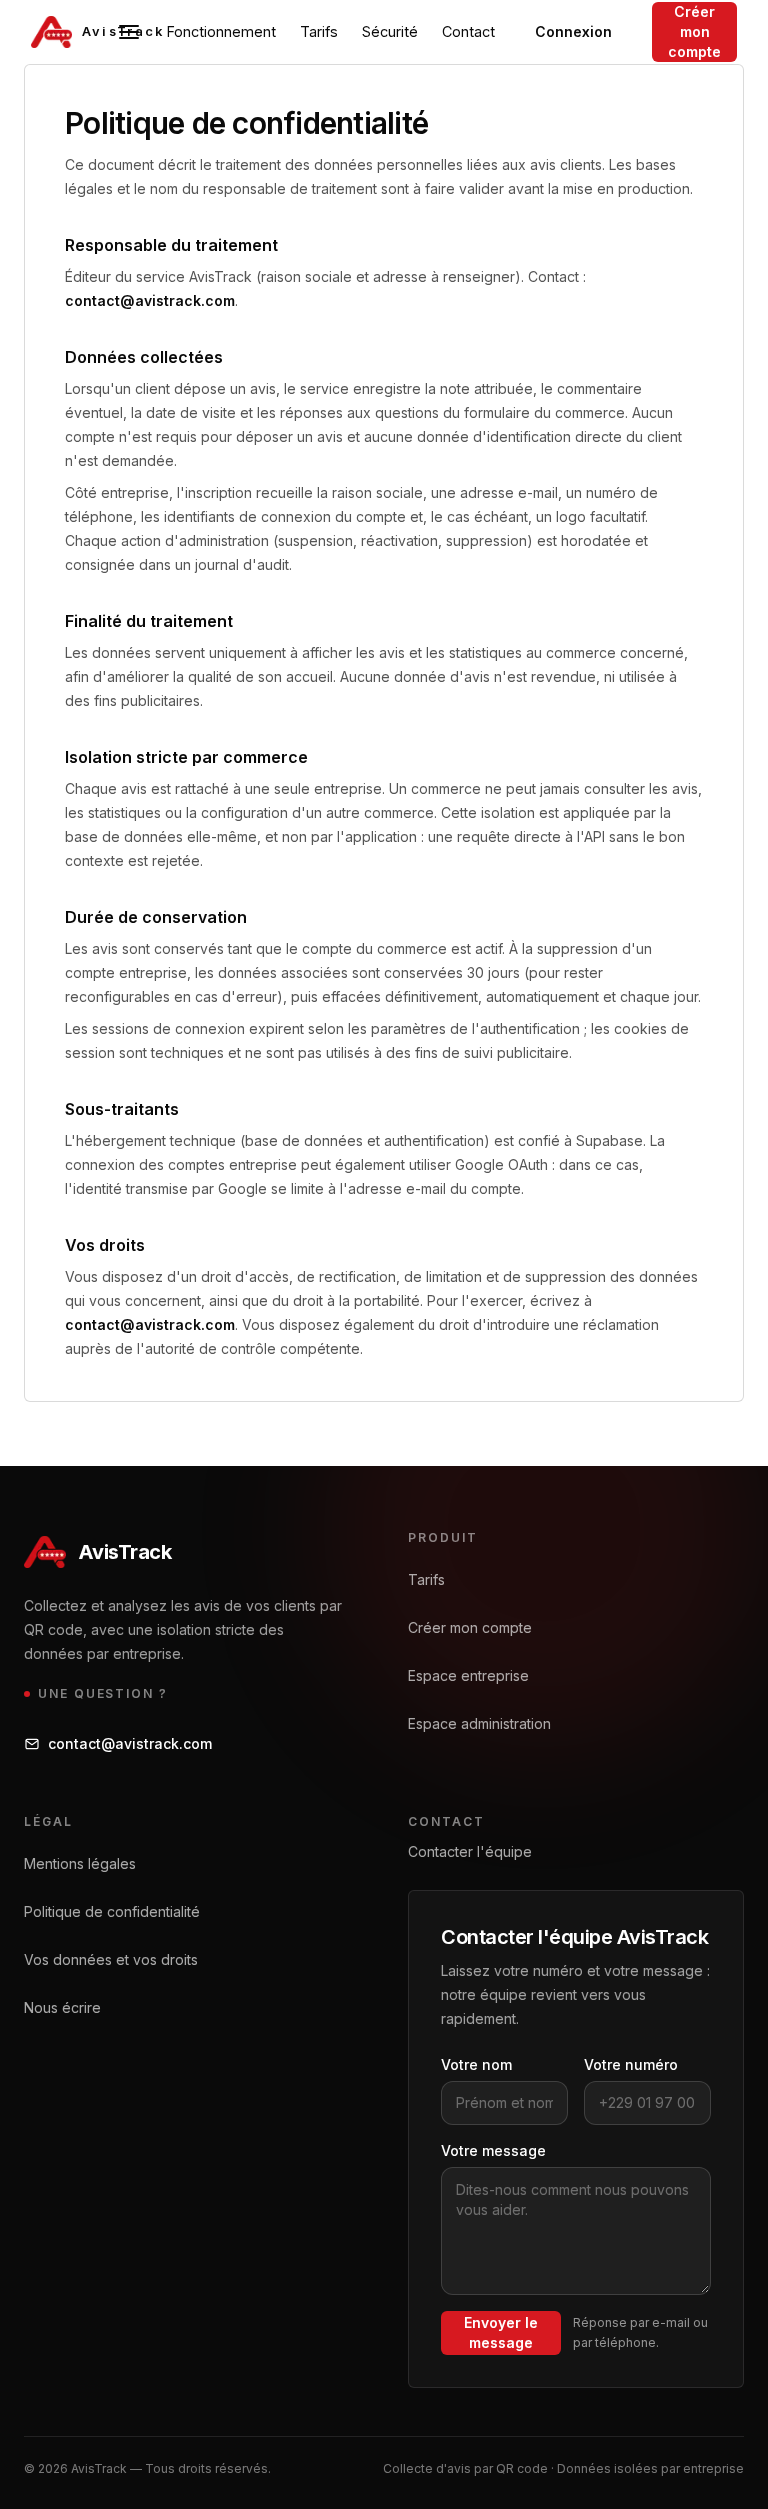 AvisTrack
Fonctionnement
Tarifs
Sécurité
Contact
Connexion
Créer
mon
compte
Politique de confidentialité
Ce document décrit le traitement des données personnelles liées aux avis clients. Les bases
légales et le nom du responsable de traitement sont à faire valider avant la mise en production.
Responsable du traitement
Éditeur du service AvisTrack (raison sociale et adresse à renseigner). Contact :
contact@avistrack.com.
Données collectées
Lorsqu'un client dépose un avis, le service enregistre la note attribuée, le commentaire
éventuel, la date de visite et les réponses aux questions du formulaire du commerce. Aucun
compte n'est requis pour déposer un avis et aucune donnée d'identification directe du client
n'est demandée.
Côté entreprise, l'inscription recueille la raison sociale, une adresse e-mail, un numéro de
téléphone, les identifiants de connexion du compte et, le cas échéant, un logo facultatif.
Chaque action d'administration (suspension, réactivation, suppression) est horodatée et
consignée dans un journal d'audit.
Finalité du traitement
Les données servent uniquement à afficher les avis et les statistiques au commerce concerné,
afin d'améliorer la qualité de son accueil. Aucune donnée d'avis n'est revendue, ni utilisée à
des fins publicitaires.
Isolation stricte par commerce
Chaque avis est rattaché à une seule entreprise. Un commerce ne peut jamais consulter les avis,
les statistiques ou la configuration d'un autre commerce. Cette isolation est appliquée par la
base de données elle-même, et non par l'application : une requête directe à l'API sans le bon
contexte est rejetée.
Durée de conservation
Les avis sont conservés tant que le compte du commerce est actif. À la suppression d'un
compte entreprise, les données associées sont conservées 30 jours (pour rester
reconfigurables en cas d'erreur), puis effacées définitivement, automatiquement et chaque jour.
Les sessions de connexion expirent selon les paramètres de l'authentification ; les cookies de
session sont techniques et ne sont pas utilisés à des fins de suivi publicitaire.
Sous-traitants
L'hébergement technique (base de données et authentification) est confié à Supabase. La
connexion des comptes entreprise peut également utiliser Google OAuth : dans ce cas,
l'identité transmise par Google se limite à l'adresse e-mail du compte.
Vos droits
Vous disposez d'un droit d'accès, de rectification, de limitation et de suppression des données
qui vous concernent, ainsi que du droit à la portabilité. Pour l'exercer, écrivez à
contact@avistrack.com. Vous disposez également du droit d'introduire une réclamation
auprès de l'autorité de contrôle compétente.
AvisTrack
Collectez et analysez les avis de vos clients par
QR code, avec une isolation stricte des
données par entreprise.
UNE QUESTION ?
contact@avistrack.com
PRODUIT
Tarifs
Créer mon compte
Espace entreprise
Espace administration
LÉGAL
Mentions légales
Politique de confidentialité
Vos données et vos droits
Nous écrire
CONTACT
Contacter l'équipe
Contacter l'équipe AvisTrack
Laissez votre numéro et votre message :
notre équipe revient vers vous
rapidement.
Votre nom
Votre numéro
Prénom et nom
+229 01 97 00
Votre message
Dites-nous comment nous pouvons
vous aider.
Envoyer le
message
Réponse par e-mail ou
par téléphone.
© 2026 AvisTrack — Tous droits réservés.
Collecte d'avis par QR code · Données isolées par entreprise